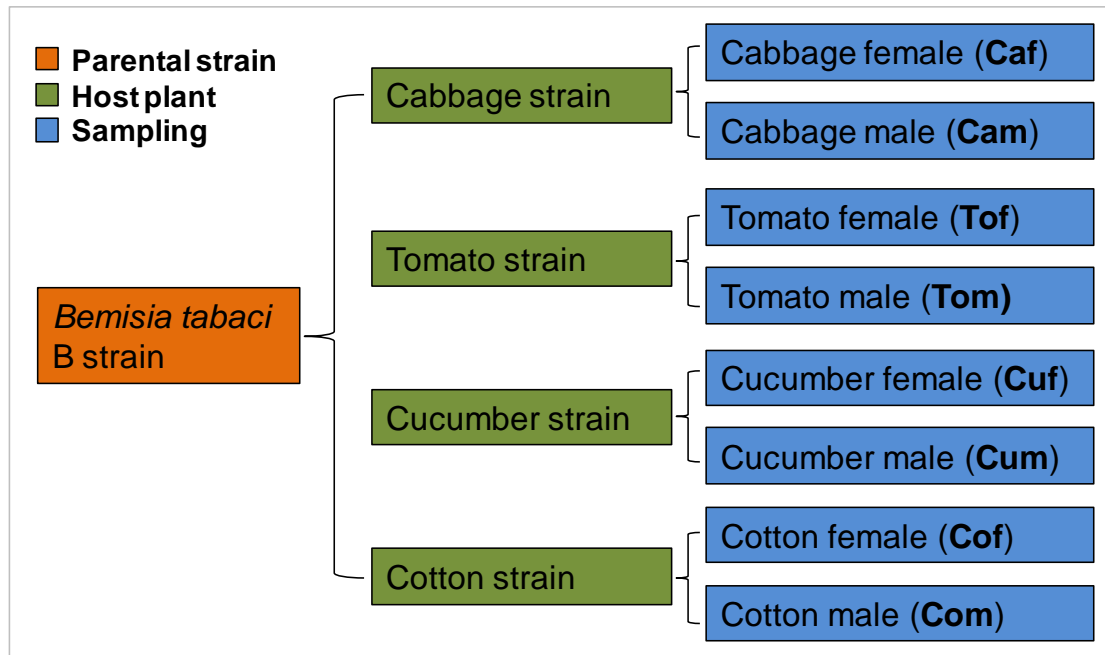 Parental strain
Host plant
Sampling
Bemisia tabaci
B strain
Cabbage strain
Cabbage female (Caf)
Cabbage male (Cam)
Tomato strain
Tomato female (Tof)
Tomato male (Tom)
Cucumber strain
Cucumber female (Cuf)
Cucumber male (Cum)
Cotton strain
Cotton female (Cof)
Cotton male (Com)